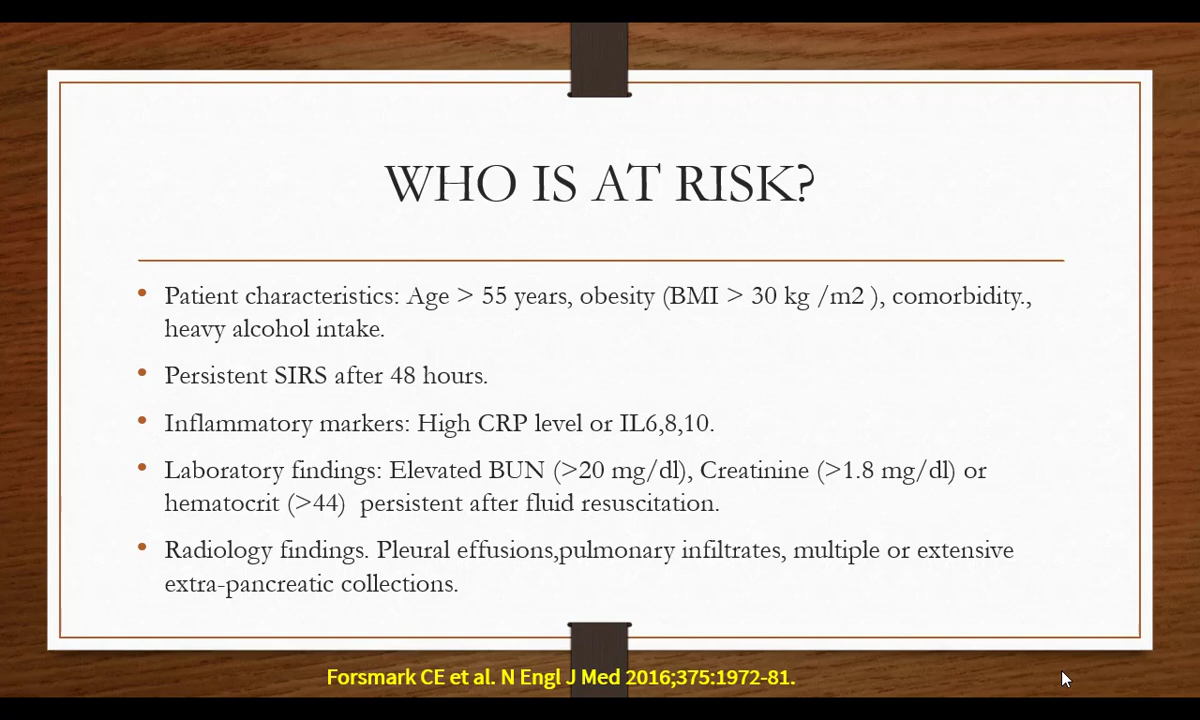 WHO IS AT RISK?
• Patient characteristics: Age > 55 years, obesity (BMI > 30 kg /m2 ), comorbidity.,
heavy alcohol intake.
• Persistent SIRS after 48 hours.
• Inflammatory markers: High CRP level or IL6,8,10.
• Laboratory findings: Elevated BUN (>20 mg/dl), Creatinine (>1.8 mg/dl) or
hematocrit (>44)  persistent after fluid resuscitation.
• Radiology findings. Pleural effusions,pulmonary infiltrates, multiple or extensive
extra-pancreatic collections.
Forsmark CE et al. N Engl J Med 2016;375:1972-81.